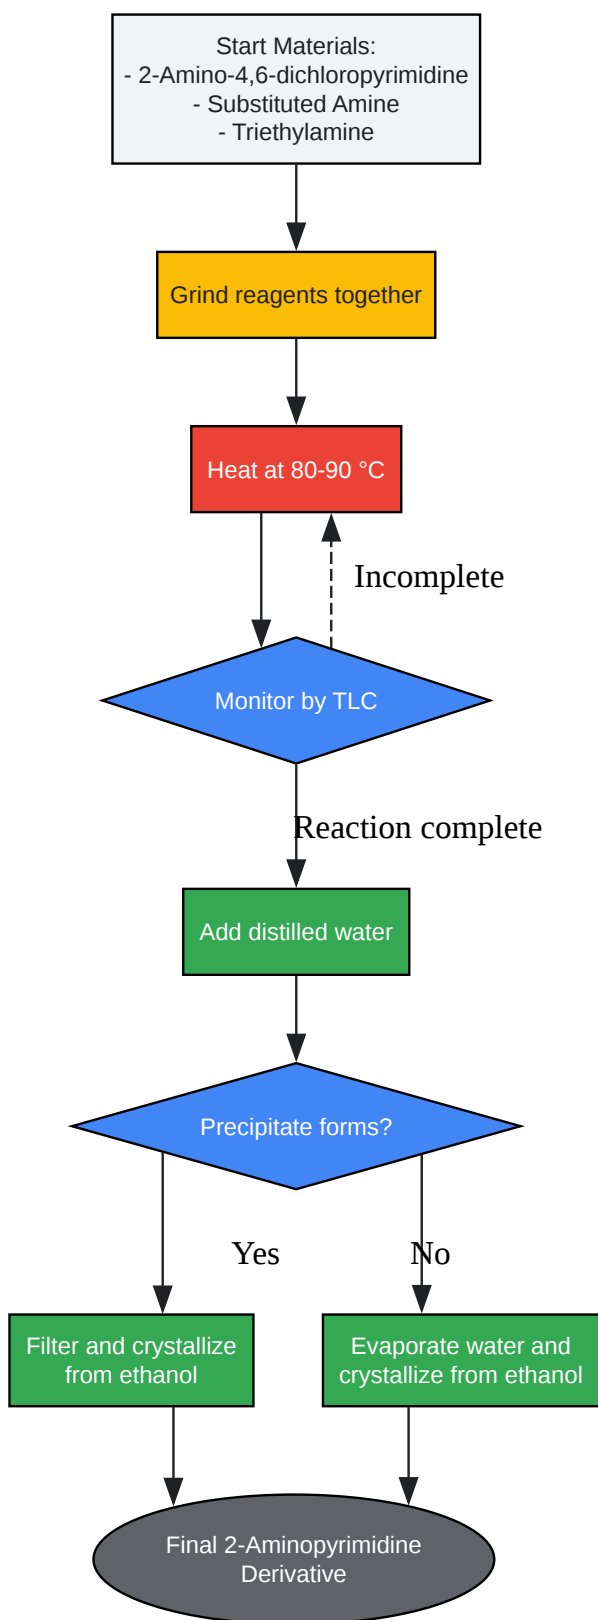 Start Materials:
- 2-Amino-4,6-dichloropyrimidine
- Substituted Amine
- Triethylamine
Grind reagents together
Heat at 80-90 °C
Incomplete
Monitor by TLC
Reaction complete
Add distilled water
Precipitate forms?
Yes
No
Filter and crystallize
from ethanol
Evaporate water and
crystallize from ethanol
Final 2-Aminopyrimidine
Derivative